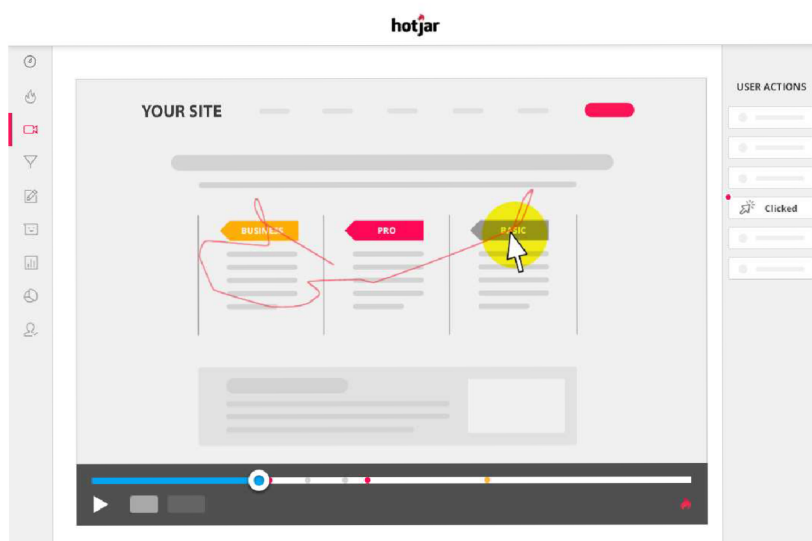 hotjar
USER ACTIONS
YOUR SITE
BUSINESS
PRO
BASIC
Clicked